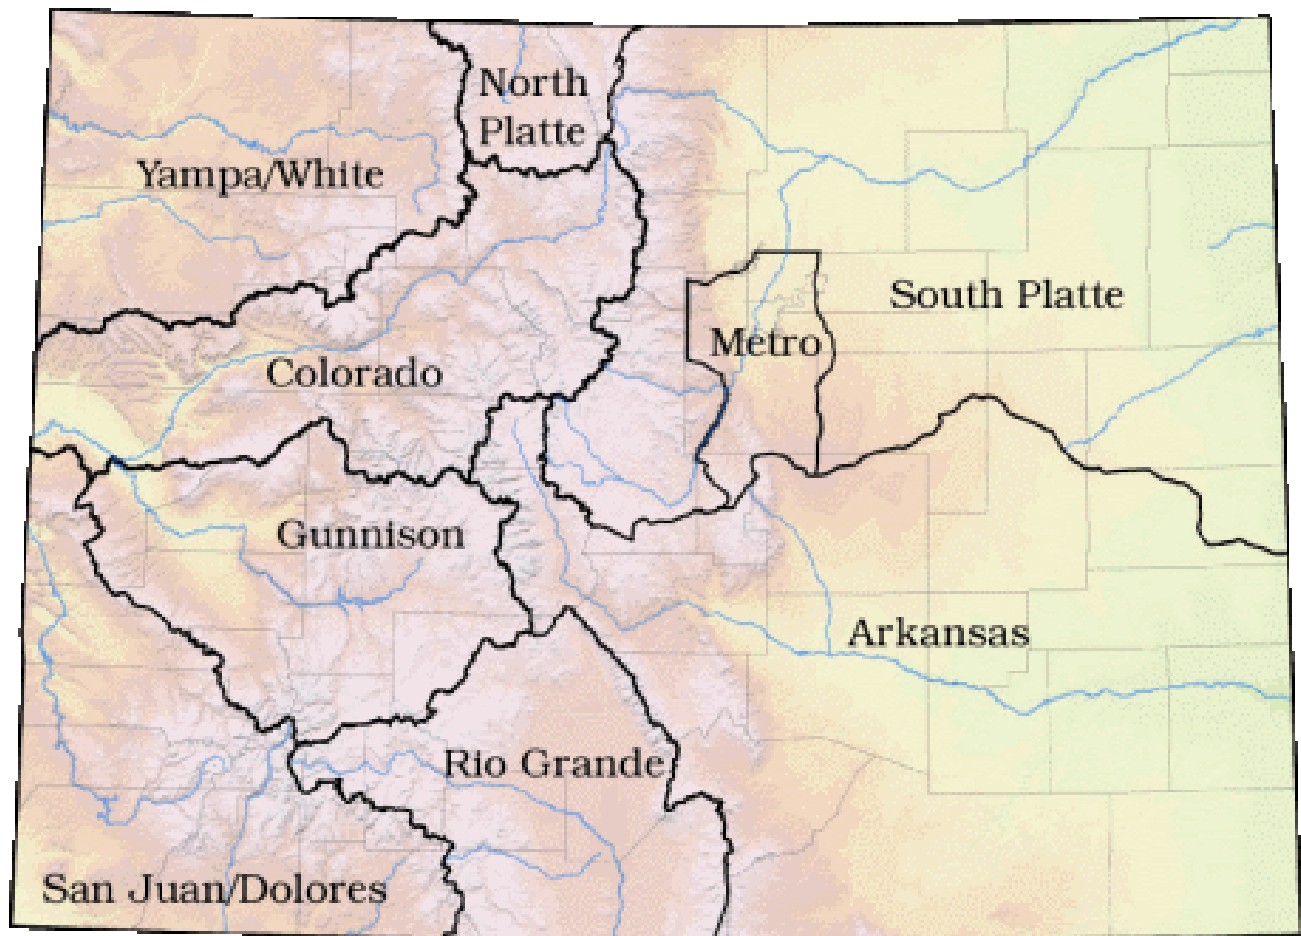 North
Platte
Yampa/White
South Platte
Metro
Colorado
Gunnison
Arkansas
Rio Grande
San Juan/Dolores